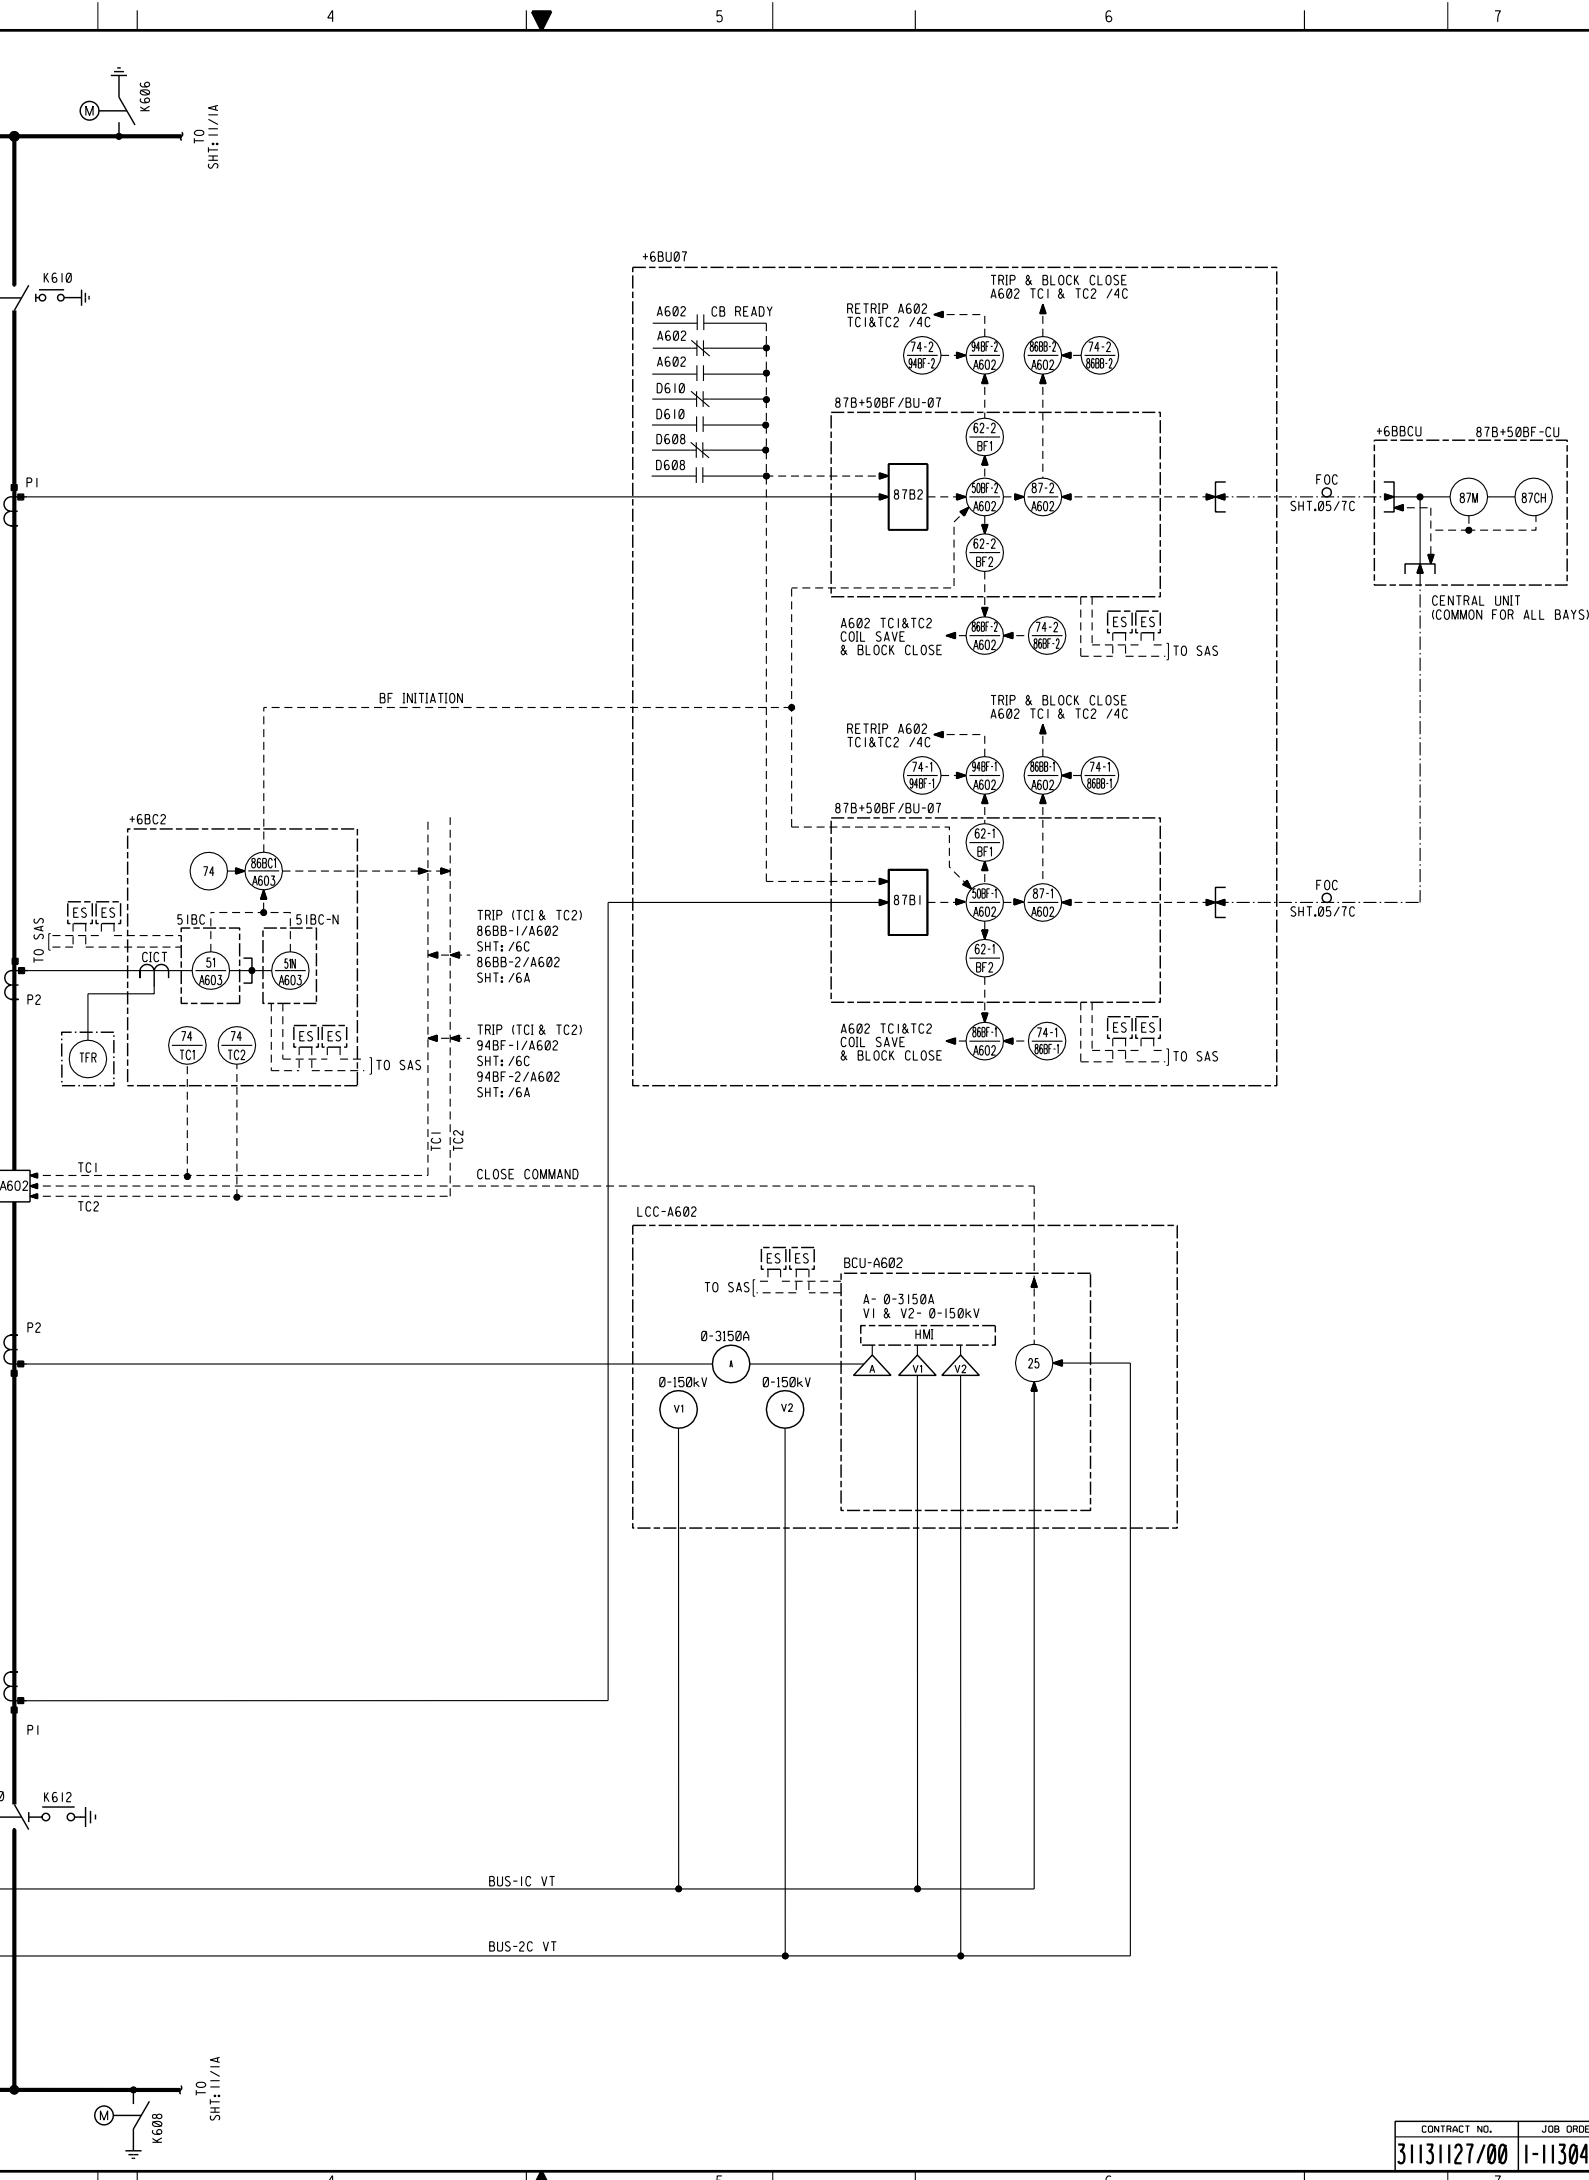 4
5
6
7
K606
M
TO
SHT:11/1A
K610
+6BU07
TRIP & BLOCK CLOSE
A602 TC1 & TC2 /4C
RETRIP A602
TC1&TC2 /4C
A602
CB READY
A602
A602
D610
D610
D608
D608
74-2
94BF-2
94BF-2
A602
86BB-2
A602
74-2
86BB-2
87B+50BF/BU-07
62-2
BF1
87B2
50BF-2
A602
87-2
A602
62-2
BF2
+6BBCU
87B+50BF-CU
P1
FOC
SHT.05/7C
87M
87CH
CENTRAL UNIT
(COMMON FOR ALL BAYS)
A602 TC1&TC2
COIL SAVE
& BLOCK CLOSE
86BF-2
A602
74-2
86BF-2
ES
ES
TO SAS
BF INITIATION
TRIP & BLOCK CLOSE
A602 TC1 & TC2 /4C
RETRIP A602
TC1&TC2 /4C
74-1
94BF-1
94BF-1
A602
86BB-1
A602
74-1
86BB-1
87B+50BF/BU-07
62-1
BF1
87B1
50BF-1
A602
87-1
A602
62-1
BF2
FOC
SHT.05/7C
+6BC2
74
86BC1
A603
ES
ES
TO SAS
51BC
51BC-N
CICT
51
A603
51N
A603
P2
TFR
74
TC1
74
TC2
ES
ES
TO SAS
TRIP (TC1 & TC2)
86BB-1/A602
SHT:/6C
86BB-2/A602
SHT:/6A
TRIP (TC1 & TC2)
94BF-1/A602
SHT:/6C
94BF-2/A602
SHT:/6A
A602 TC1&TC2
COIL SAVE
& BLOCK CLOSE
86BF-1
A602
74-1
86BF-1
ES
ES
TO SAS
TC1
TC2
A602
TC1
TC2
CLOSE COMMAND
LCC-A602
ES
ES
TO SAS
BCU-A602
A- 0-3150A
V1 & V2- 0-150kV
HMI
P2
0-3150A
A
A
V1
V2
25
0-150kV
V1
0-150kV
V2
P1
0
K612
BUS-1C VT
BUS-2C VT
TO
SHT:11/1A
M
K608
CONTRACT NO.
JOB ORDE
31131127/00
1-11304
4
5
6
7